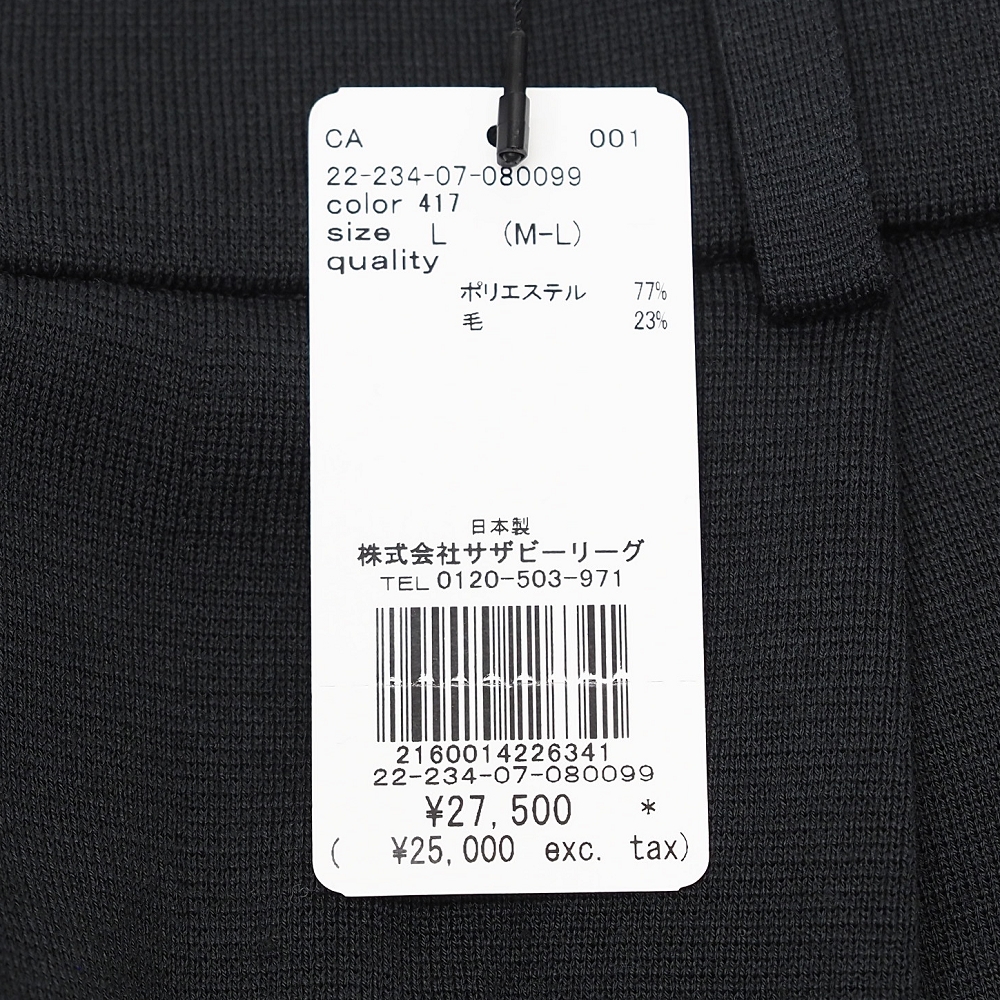 CA 001
22-234-07-080099
color 417
size L (M-L)
quality
ポリエステル 77%
毛 23%
日本製
株式会社サザビーリーグ
TEL 0120-503-971
2160014226341
22-234-07-080099
¥27,500 *
( ¥25,000 exc. tax)